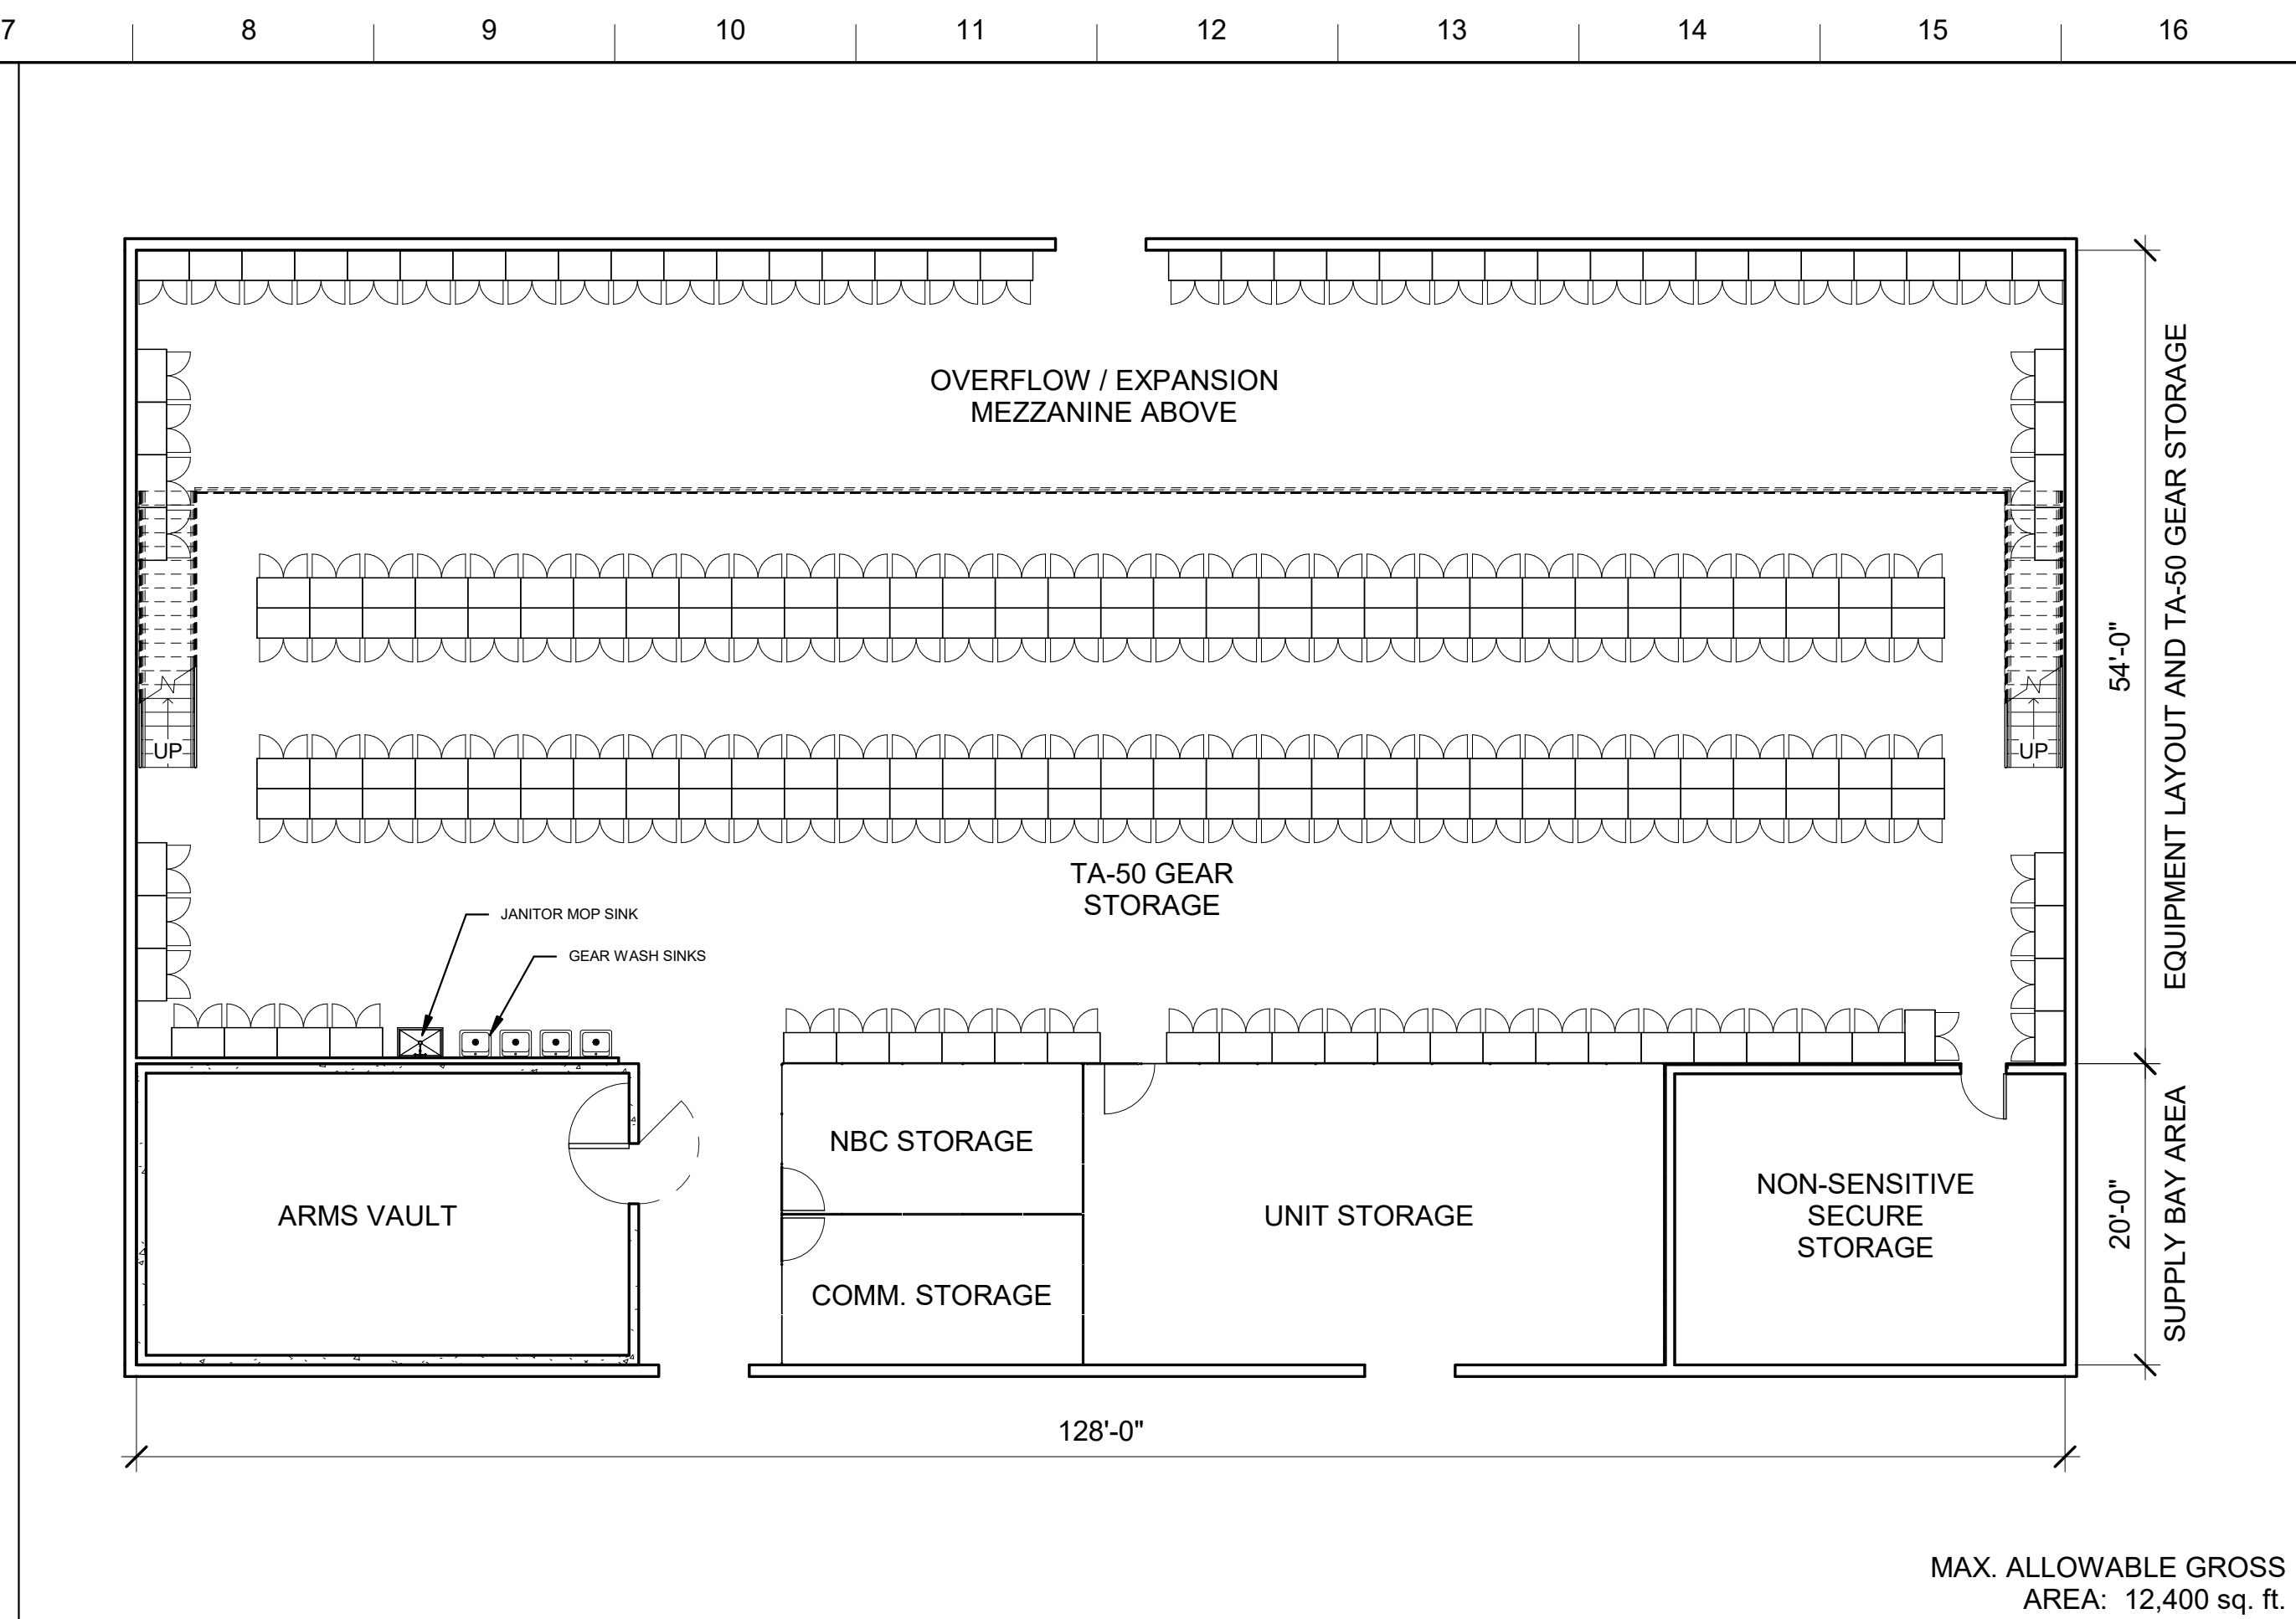 7 8 9 10 11 12 13 14 15 16
OVERFLOW / EXPANSION
MEZZANINE ABOVE
UP
UP
54'-0"
EQUIPMENT LAYOUT AND TA-50 GEAR STORAGE
TA-50 GEAR
STORAGE
JANITOR MOP SINK
GEAR WASH SINKS
ARMS VAULT
NBC STORAGE
COMM. STORAGE
UNIT STORAGE
NON-SENSITIVE
SECURE
STORAGE
20'-0"
SUPPLY BAY AREA
128'-0"
MAX. ALLOWABLE GROSS
AREA: 12,400 sq. ft.